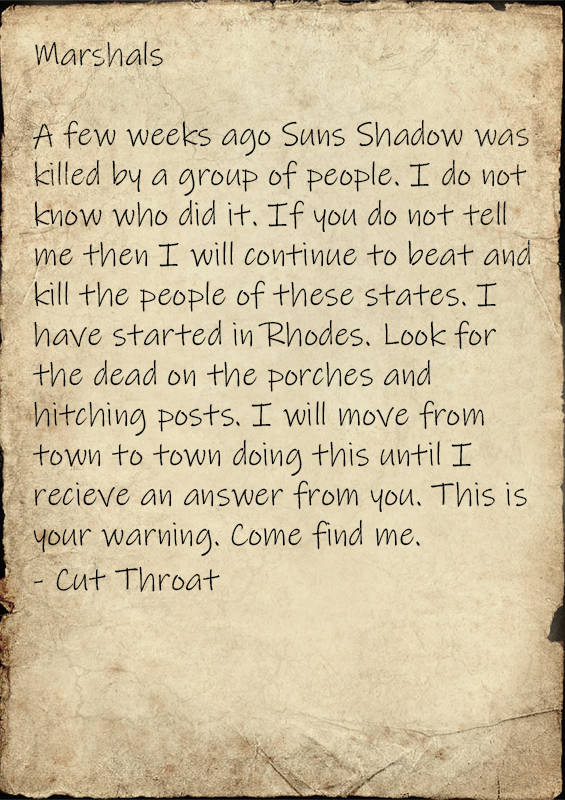 Marshals
A few weeks ago Suns Shadow was
killed by a group of people. I do not
know who did it. If you do not tell
me then I will continue to beat and
kill the people of these states. I
have started in Rhodes. Look for
the dead on the porches and
hitching posts. I will move from
town to town doing this until I
recieve an answer from you. This is
your warning. Come find me.
- Cut Throat